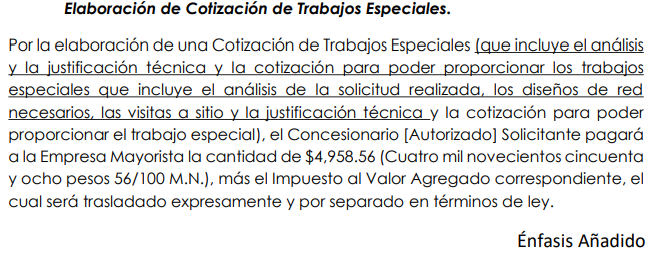 Elaboración de Cotización de Trabajos Especiales.
Por la elaboración de una Cotización de Trabajos Especiales (que incluye el análisis
y la justificación técnica y la cotización para poder proporcionar los trabajos
especiales que incluye el análisis de la solicitud realizada, los diseños de red
necesarios, las visitas a sitio y la justificación técnica y la cotización para poder
proporcionar el trabajo especial), el Concesionario [Autorizado] Solicitante pagará
a la Empresa Mayorista la cantidad de $4,958.56 (Cuatro mil novecientos cincuenta
y ocho pesos 56/100 M.N.), más el Impuesto al Valor Agregado correspondiente, el
cual será trasladado expresamente y por separado en términos de ley.
Énfasis Añadido